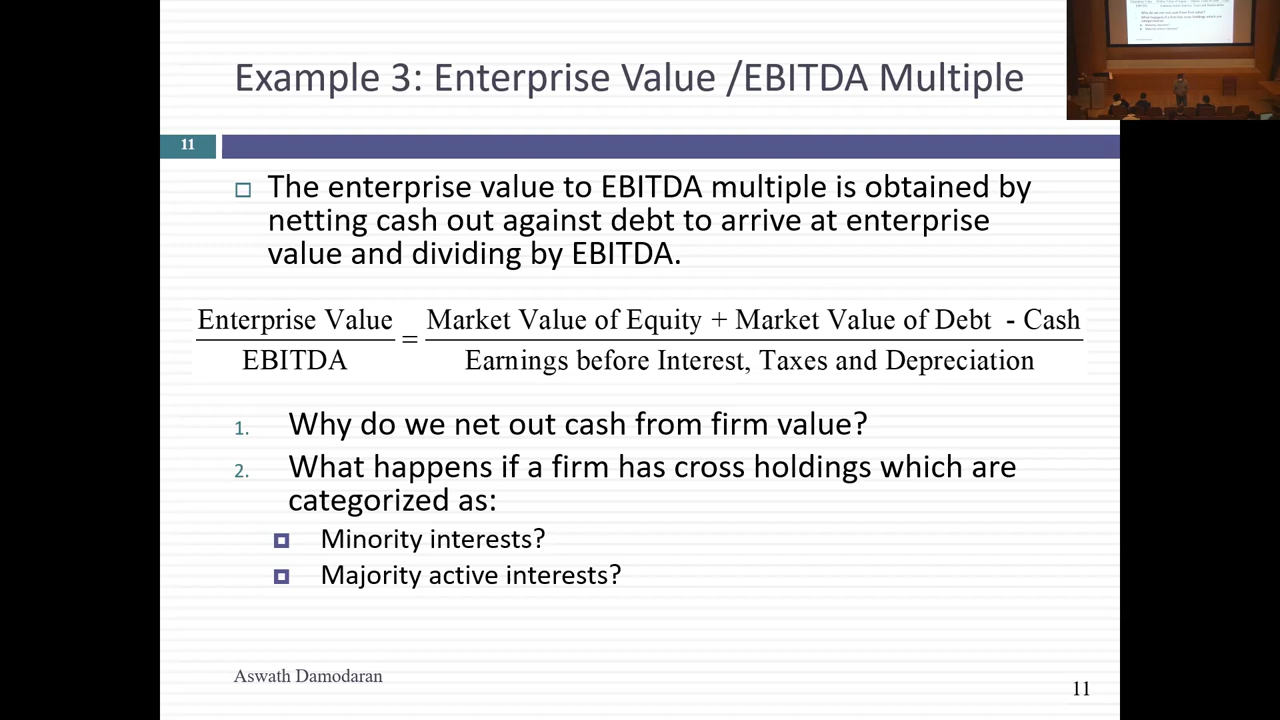 Example 3: Enterprise Value /EBITDA Multiple
11
The enterprise value to EBITDA multiple is obtained by
netting cash out against debt to arrive at enterprise
value and dividing by EBITDA.
Enterprise Value
EBITDA
=
Market Value of Equity + Market Value of Debt - Cash
Earnings before Interest, Taxes and Depreciation
1. Why do we net out cash from firm value?
2. What happens if a firm has cross holdings which are
categorized as:
Minority interests?
Majority active interests?
Aswath Damodaran
11